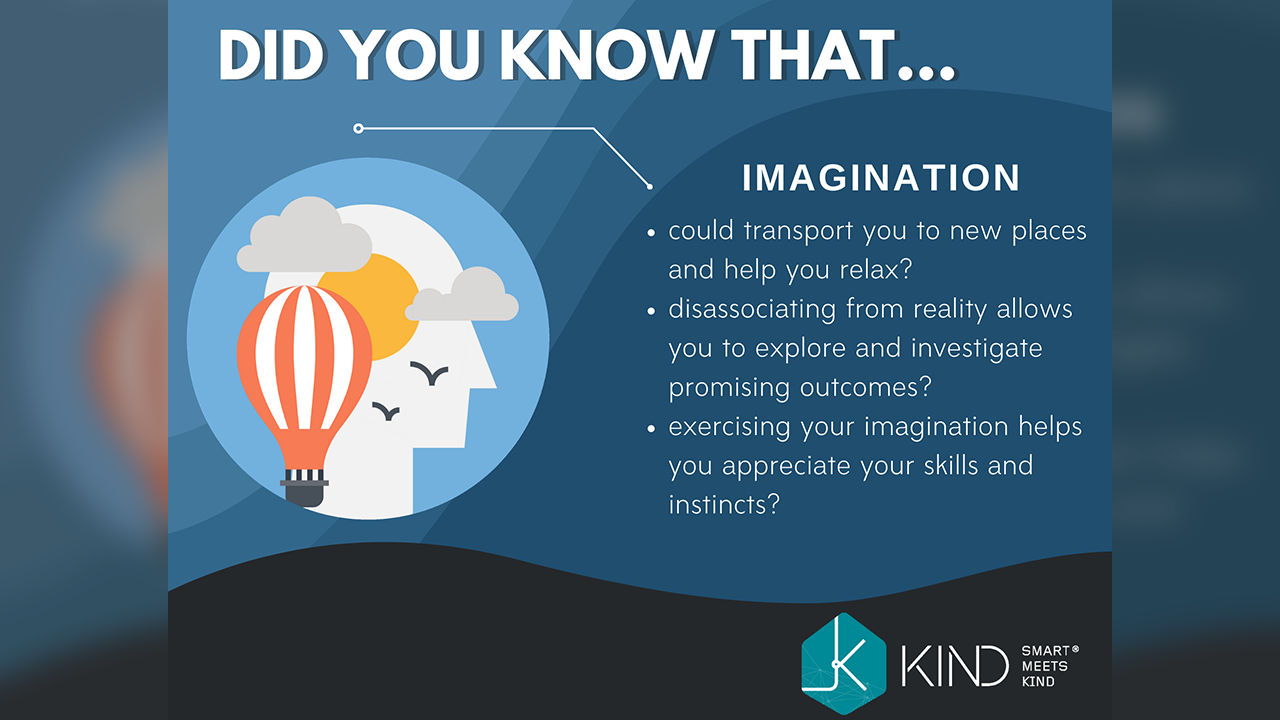 DID YOU KNOW THAT...
IMAGINATION
• could transport you to new places
and help you relax?
• disassociating from reality allows
you to explore and investigate
promising outcomes?
• exercising your imagination helps
you appreciate your skills and
instincts?
K
KIND
SMART®
MEETS
KIND